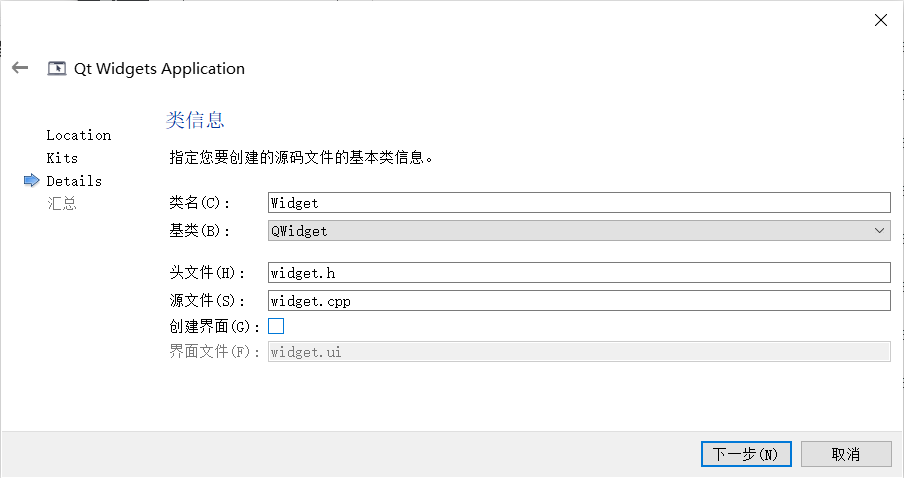 Qt Widgets Application
Location
Kits
Details
汇总
类信息
指定您要创建的源码文件的基本类信息。
类名(C): Widget
基类(B): QWidget
头文件(H): widget.h
源文件(S): widget.cpp
创建界面(G):
界面文件(F): widget.ui
下一步(N) 取消